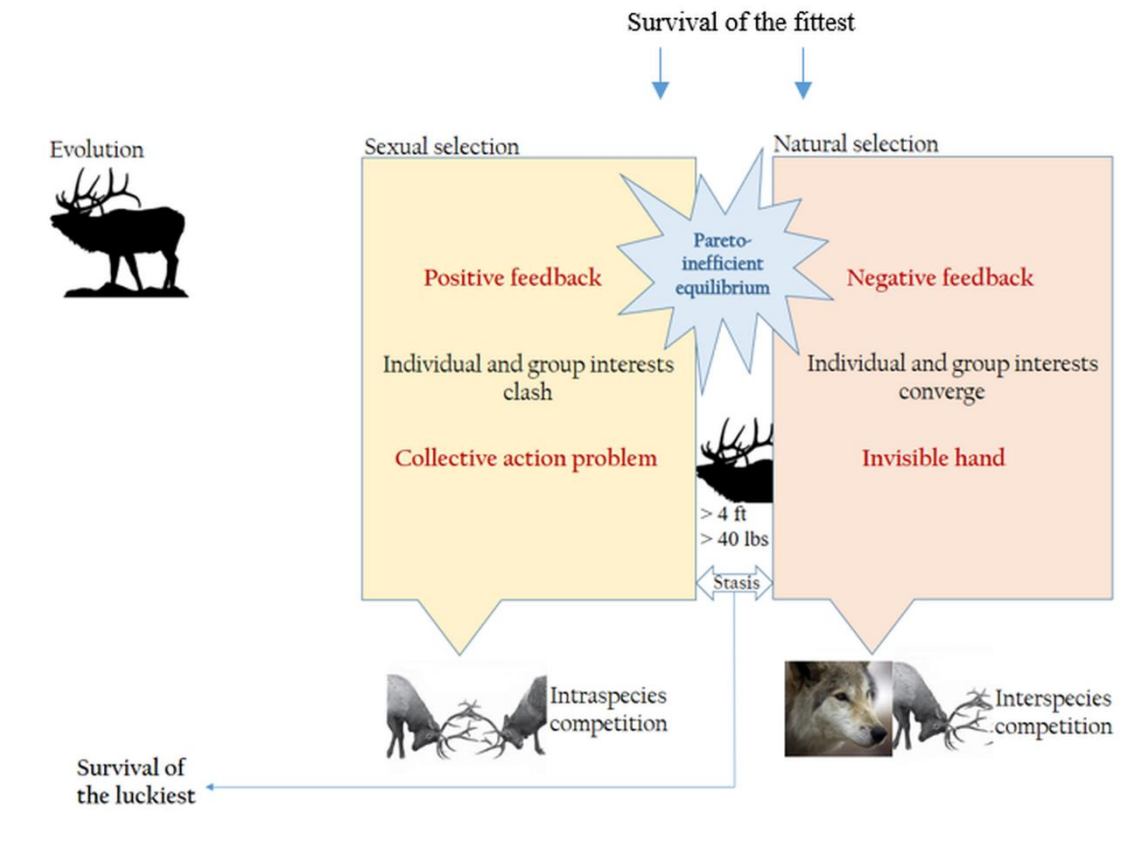 Survival of the fittest
Evolution
Sexual selection
Natural selection
Pareto-
inefficient
equilibrium
Positive feedback
Negative feedback
Individual and group interests
clash
Individual and group interests
converge
Collective action problem
Invisible hand
> 4 ft
> 40 lbs
Stasis
Intraspecies
competition
Interspecies
competition
Survival of
the luckiest